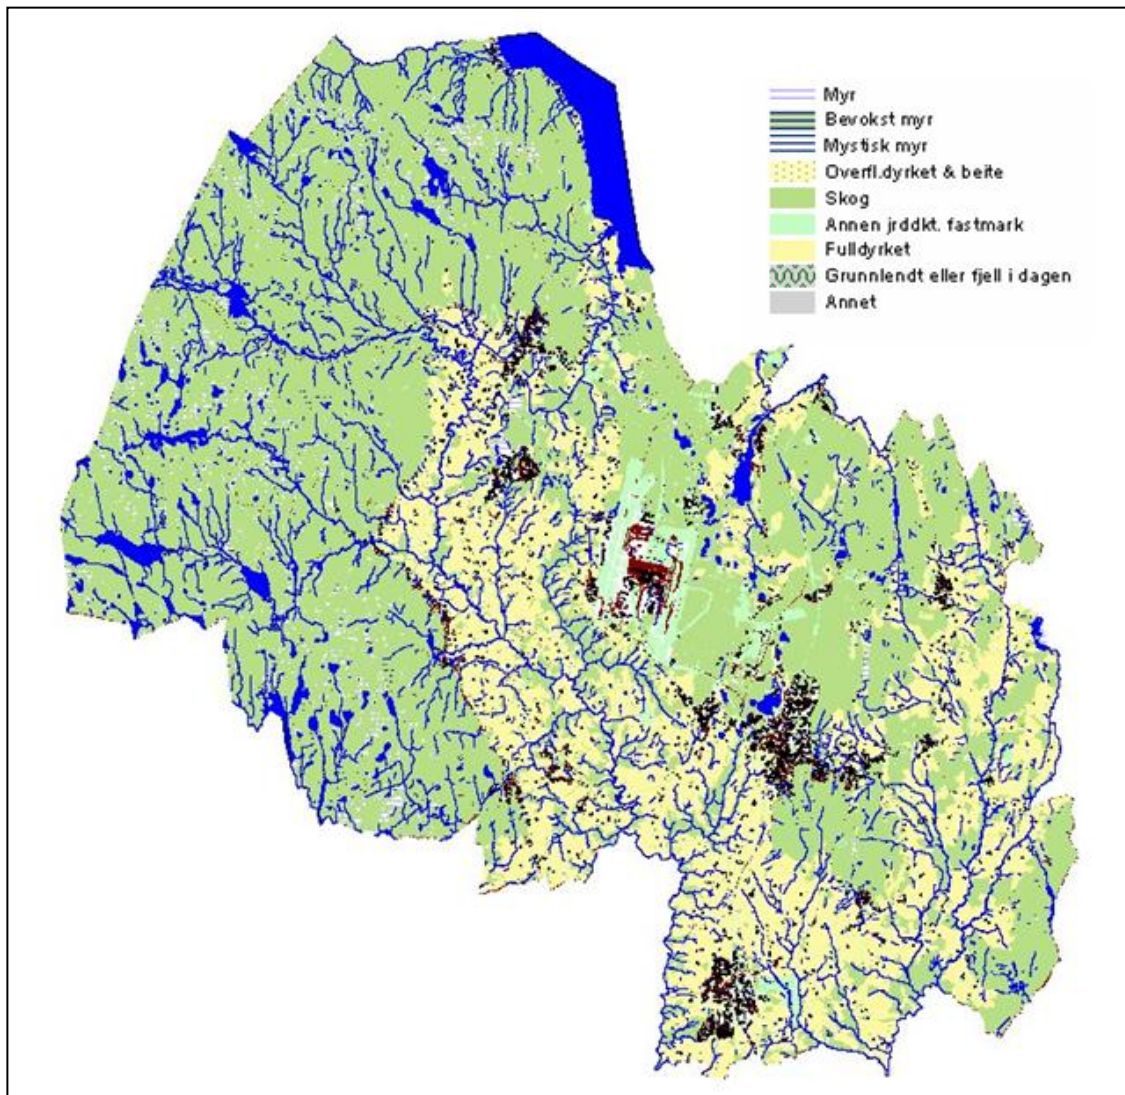 Myr
Bevokst myr
Mystisk myr
Overfl.dyrket & beite
Skog
Annen jrddkt. fastmark
Fulldyrket
Grunnlendt eller fjell i dagen
Annet